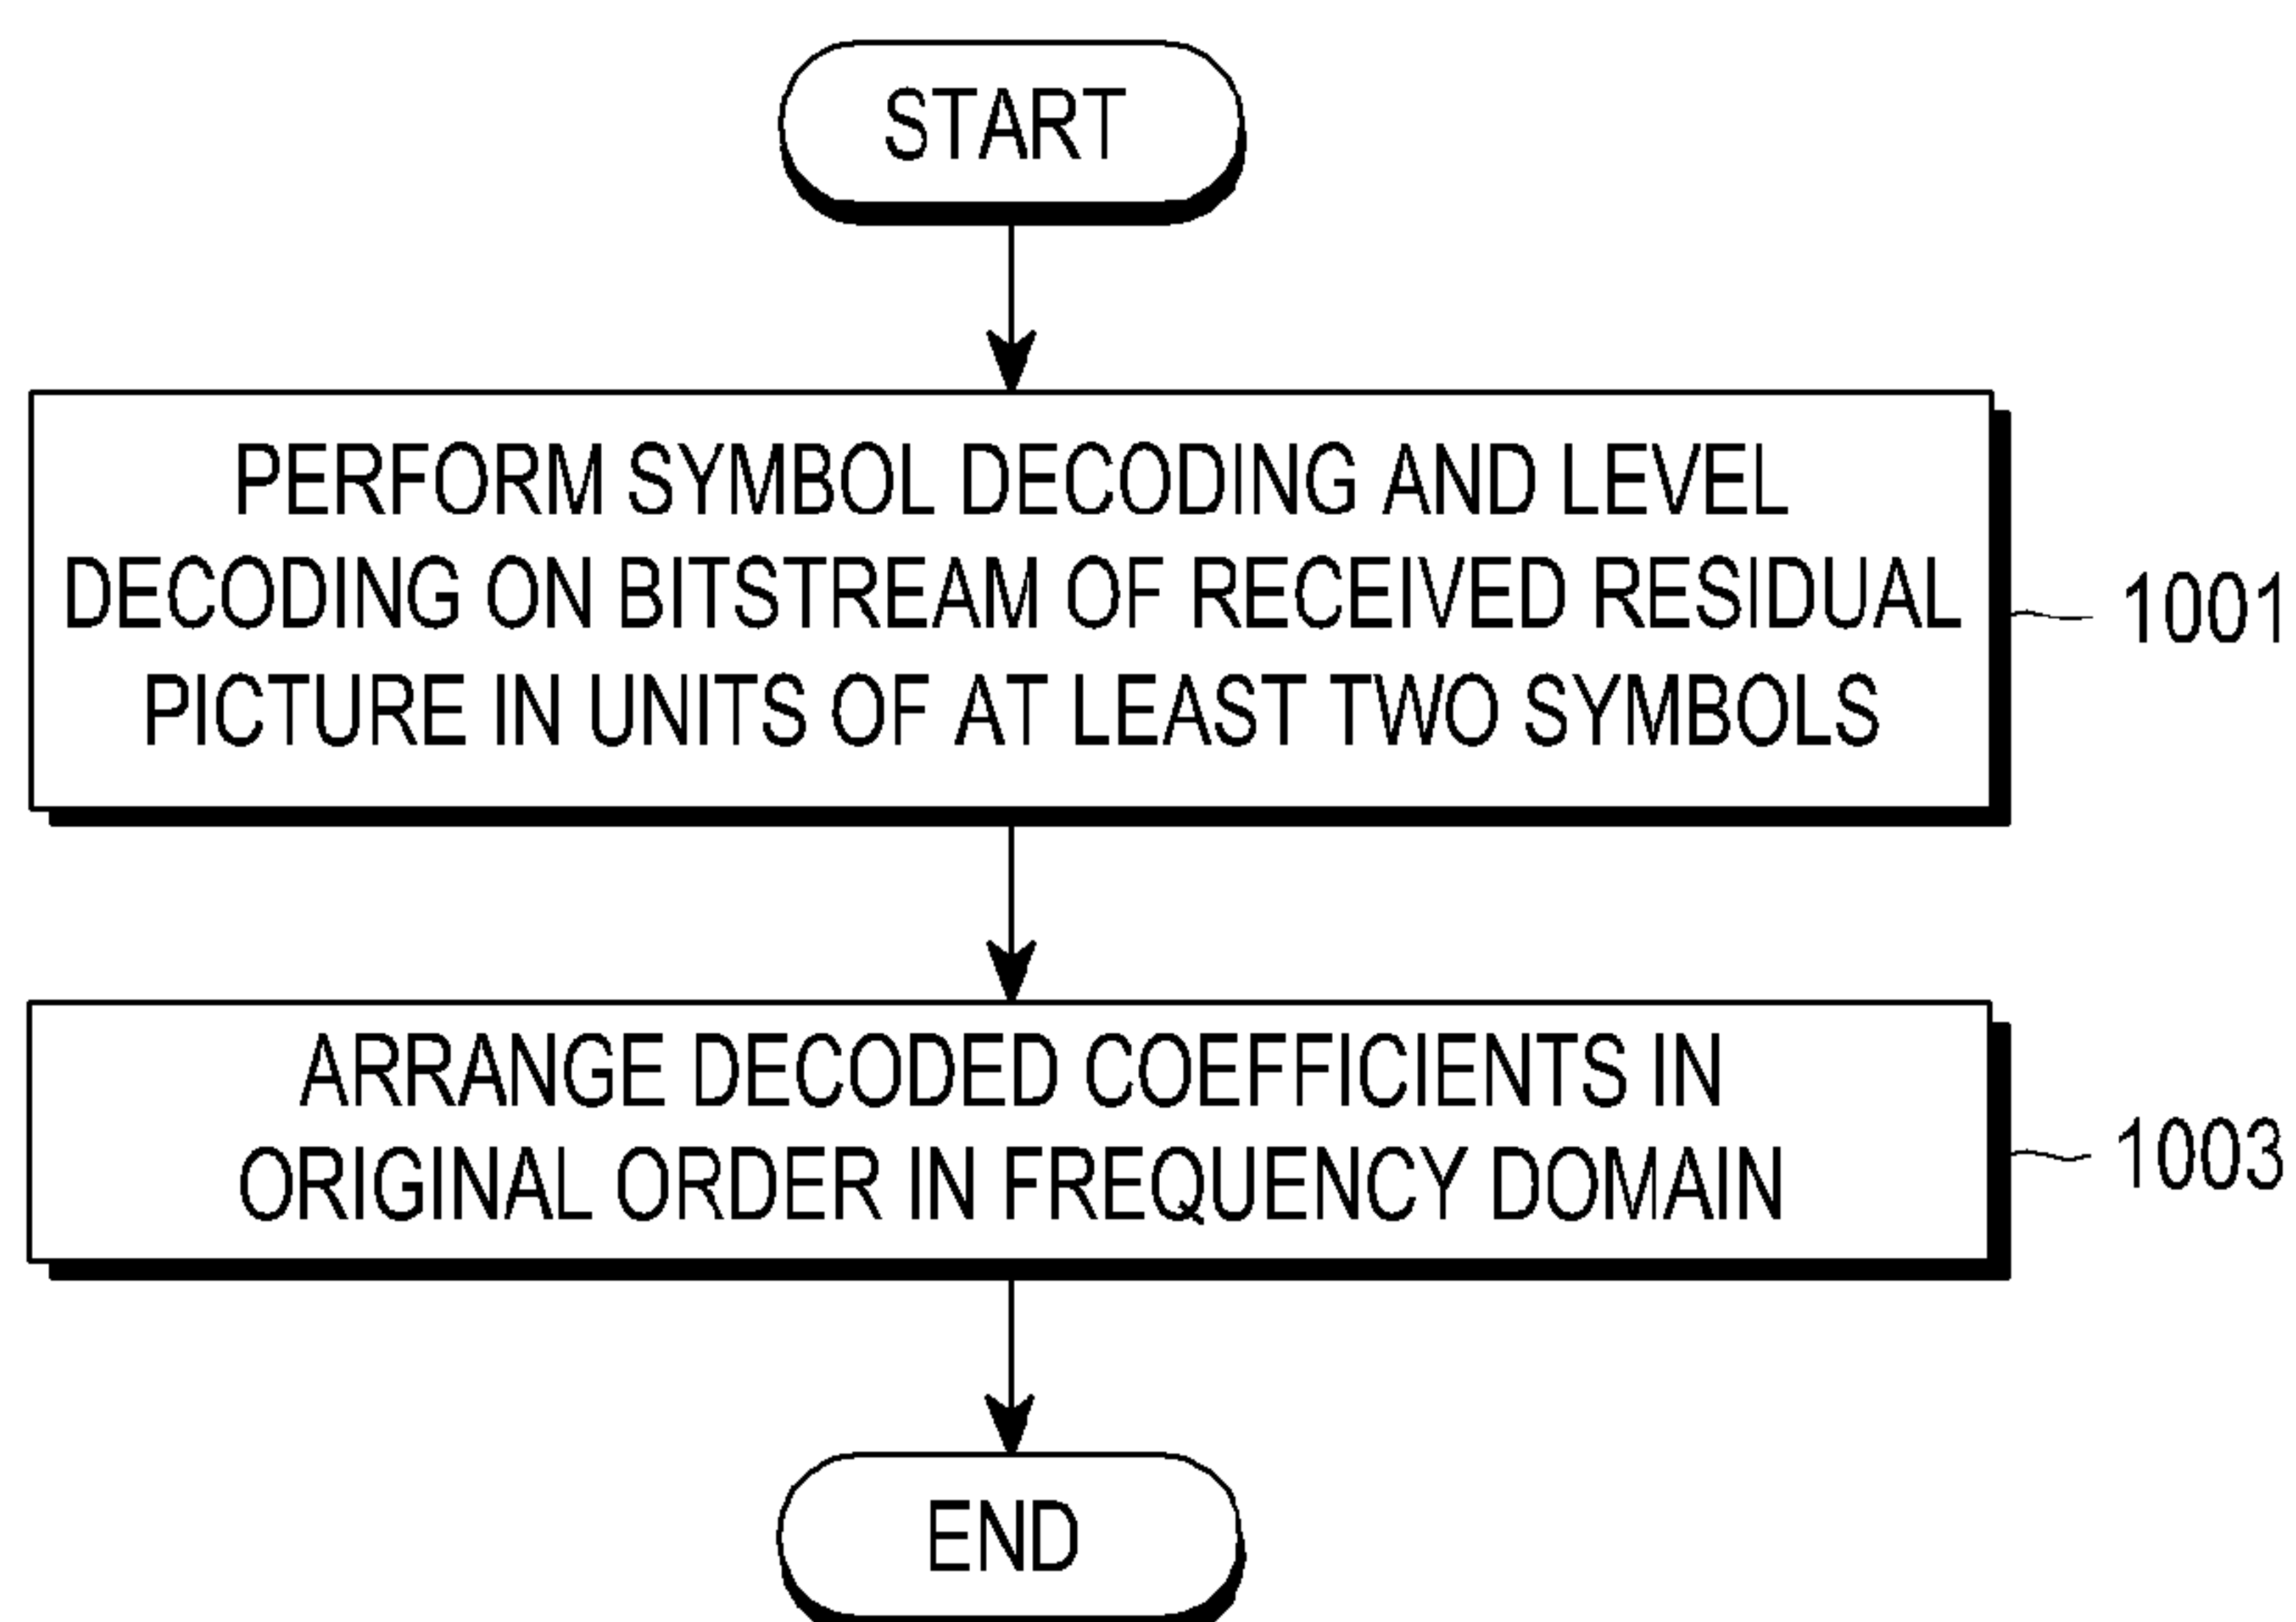 START
PERFORM SYMBOL DECODING AND LEVEL
DECODING ON BITSTREAM OF RECEIVED RESIDUAL
PICTURE IN UNITS OF AT LEAST TWO SYMBOLS
1001
ARRANGE DECODED COEFFICIENTS IN
ORIGINAL ORDER IN FREQUENCY DOMAIN
1003
END